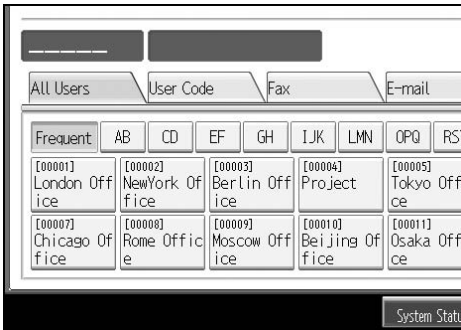 _____
All Users User Code Fax E-mail
Frequent AB CD EF GH IJK LMN OPQ RST
[00001] [00002] [00003] [00004] [00005]
London Off NewYork Of Berlin Off Project Tokyo Off
ice fice ice ce
[00007] [00008] [00009] [00010] [00011]
Chicago Of Rome Offic Moscow Off Beijing Of Osaka Off
fice e ice fice ce
System Statu